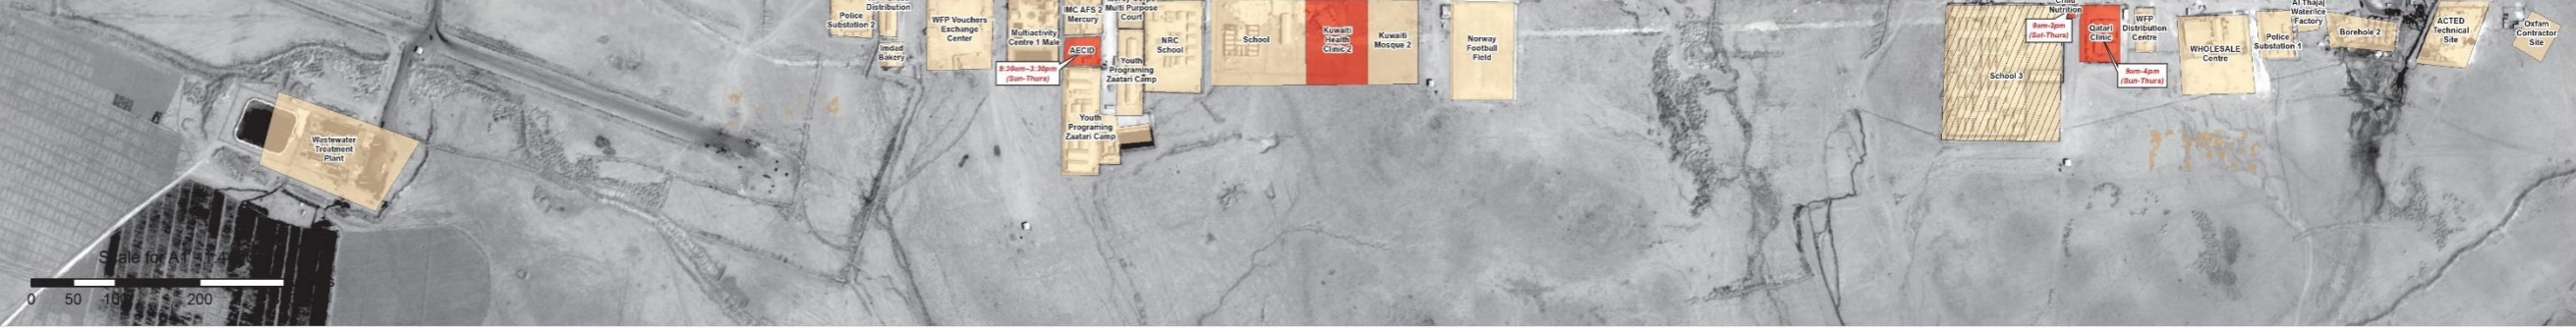 Police
Substation 2
Distribution
Imdad
Bakery
WFP Vouchers
Exchange
Center
Multiactivity
Centre 1 Male
IMC AFS 2
Mercury
AECID
9:30am-3:30pm
(Sun-Thurs)
Multi Purpose
Court
Youth
Programing
Zaatari Camp
NRC
School
Youth
Programing
Zaatari Camp
School
Kuwaiti
Health
Clinic 2
Kuwaiti
Mosque 2
Norway
Football
Field
School 3
Child
Nutrition
9am-3pm
(Sat-Thurs)
Qatari
Clinic
9am-4pm
(Sun-Thurs)
WFP
Distribution
Centre
WHOLESALE
Centre
Police
Substation 1
Al Thajaj
Water/Ice
Factory
Borehole 2
ACTED
Technical
Site
Oxfam
Contractor
Site
Wastewater
Treatment
Plant
Scale for A1
0 50 100 200